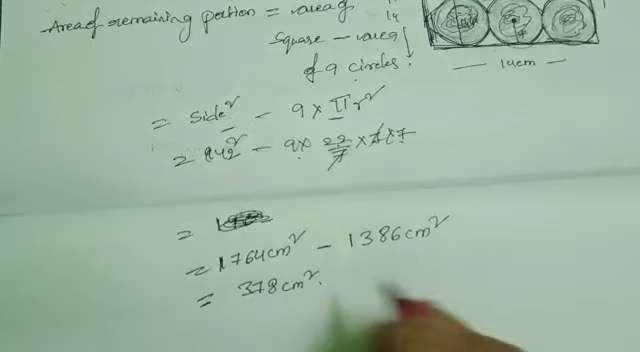 Area of remaining portion = area of
Square - area
of 9 circles.
14
14cm
= Side² - 9 × πr²
= 42² - 9 × 22/7 × 7 × 7
=
= 1764cm² - 1386cm²
= 378cm².